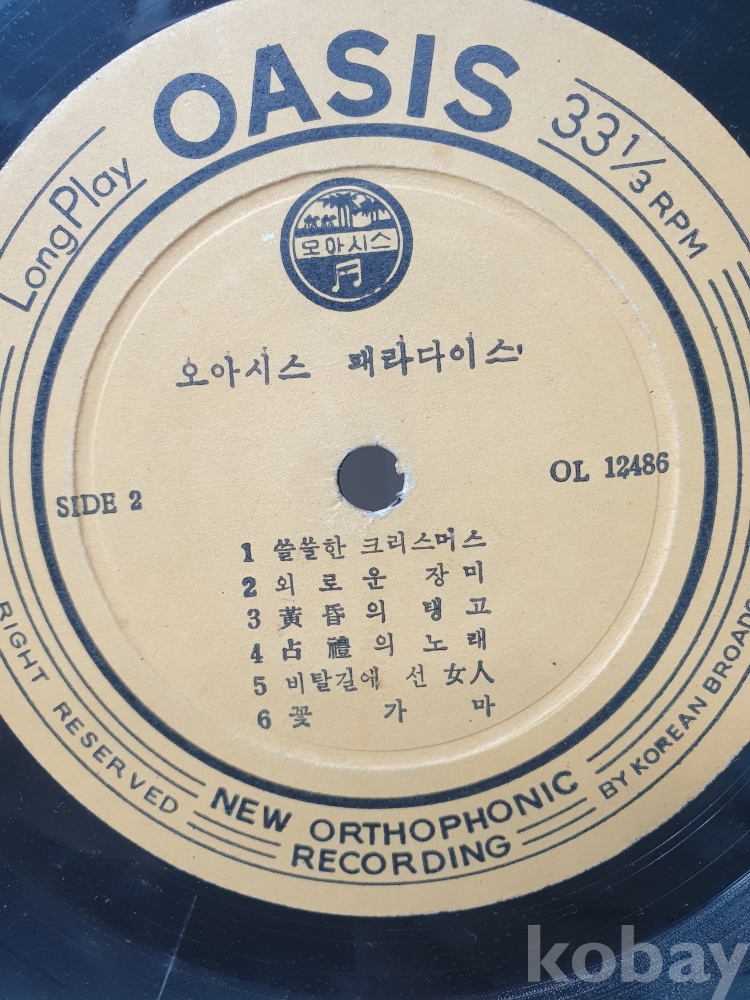 OASIS
Long Play
33 1/3 RPM
오아시스
오아시스 패라다이스
SIDE 2
OL 12486
1 쓸쓸한 크리스머스
2 외로운 장미
3 黃昏의 탱고
4 占禮의 노래
5 비탈길에 선 女人
6 꽃가마
RIGHT RESERVED
NEW ORTHOPHONIC
RECORDING
BY KOREAN BROAD
kobay